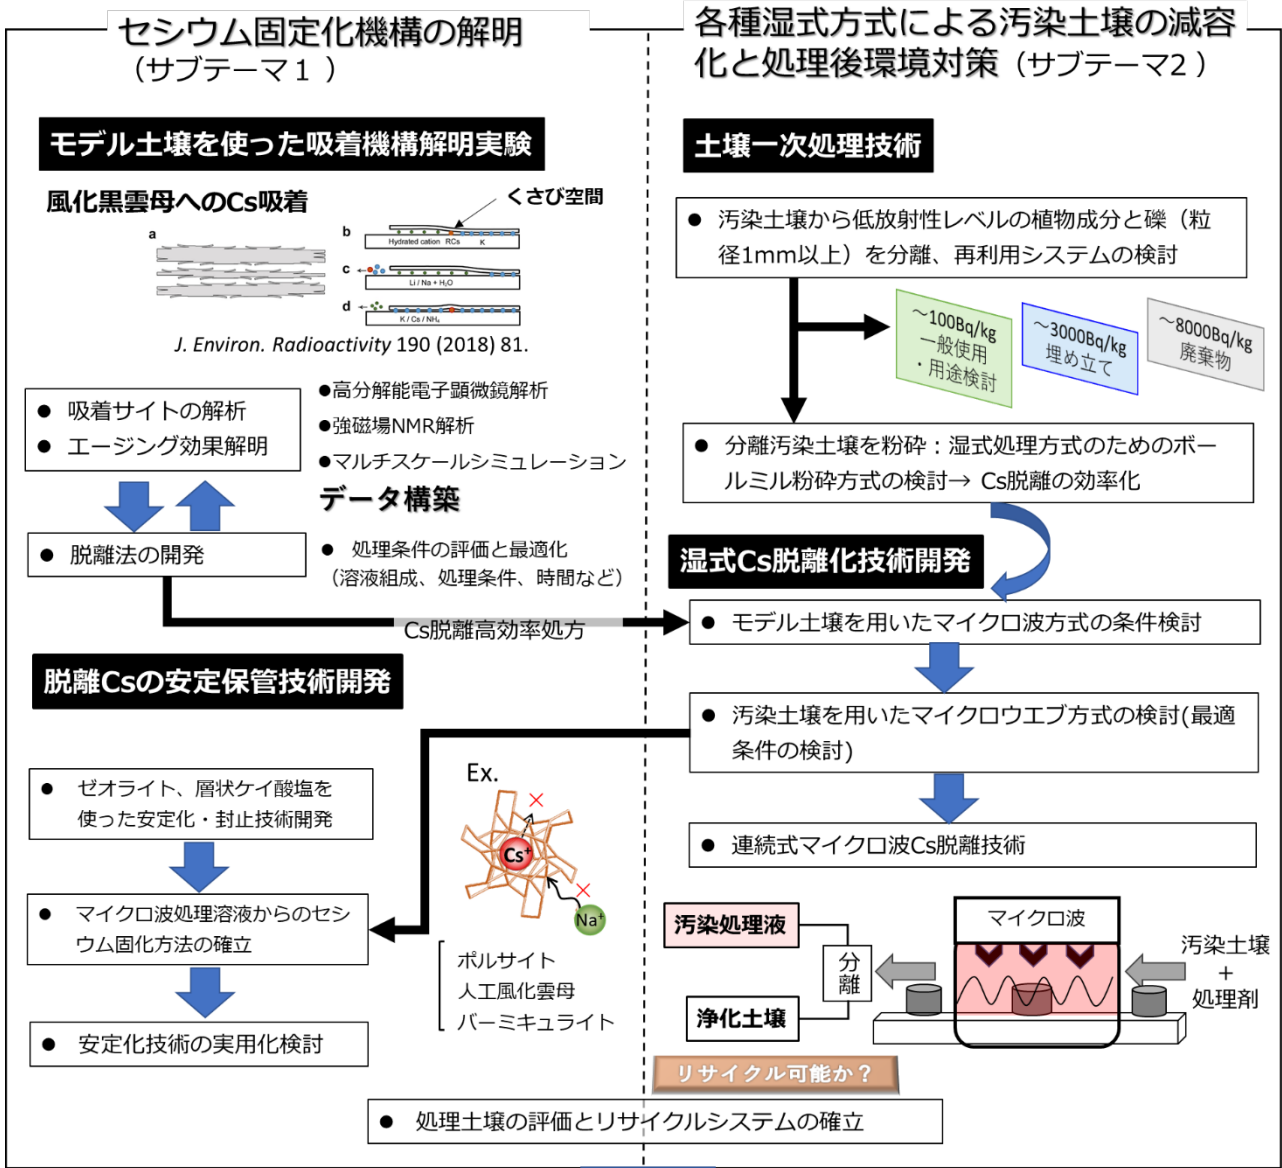 セシウム固定化機構の解明
（サブテーマ１）
モデル土壌を使った吸着機構解明実験
風化黒雲母へのCs吸着
くさび空間
a
b
Hydrated cation RCs K
c
Li / Na + H₂O
d
K / Cs / NH₄
J. Environ. Radioactivity 190 (2018) 81.
● 吸着サイトの解析
● エージング効果解明
●高分解能電子顕微鏡解析
●強磁場NMR解析
●マルチスケールシミュレーション
データ構築
● 脱離法の開発
● 処理条件の評価と最適化
（溶液組成、処理条件、時間など）
Cs脱離高効率処方
脱離Csの安定保管技術開発
● ゼオライト、層状ケイ酸塩を
使った安定化・封止技術開発
● マイクロ波処理溶液からのセシ
ウム固化方法の確立
● 安定化技術の実用化検討
Ex.
Cs⁺
Na⁺
ポルサイト
人工風化雲母
バーミキュライト
各種湿式方式による汚染土壌の減容
化と処理後環境対策（サブテーマ2 ）
土壌一次処理技術
● 汚染土壌から低放射性レベルの植物成分と礫（粒
径1mm以上）を分離、再利用システムの検討
～100Bq/kg
一般使用
・用途検討
～3000Bq/kg
埋め立て
～8000Bq/kg
廃棄物
● 分離汚染土壌を粉砕：湿式処理方式のためのボー
ルミル粉砕方式の検討→ Cs脱離の効率化
湿式Cs脱離化技術開発
● モデル土壌を用いたマイクロ波方式の条件検討
● 汚染土壌を用いたマイクロウエブ方式の検討(最適
条件の検討)
● 連続式マイクロ波Cs脱離技術
汚染処理液
浄化土壌
分離
マイクロ波
汚染土壌
+
処理剤
リサイクル可能か？
● 処理土壌の評価とリサイクルシステムの確立